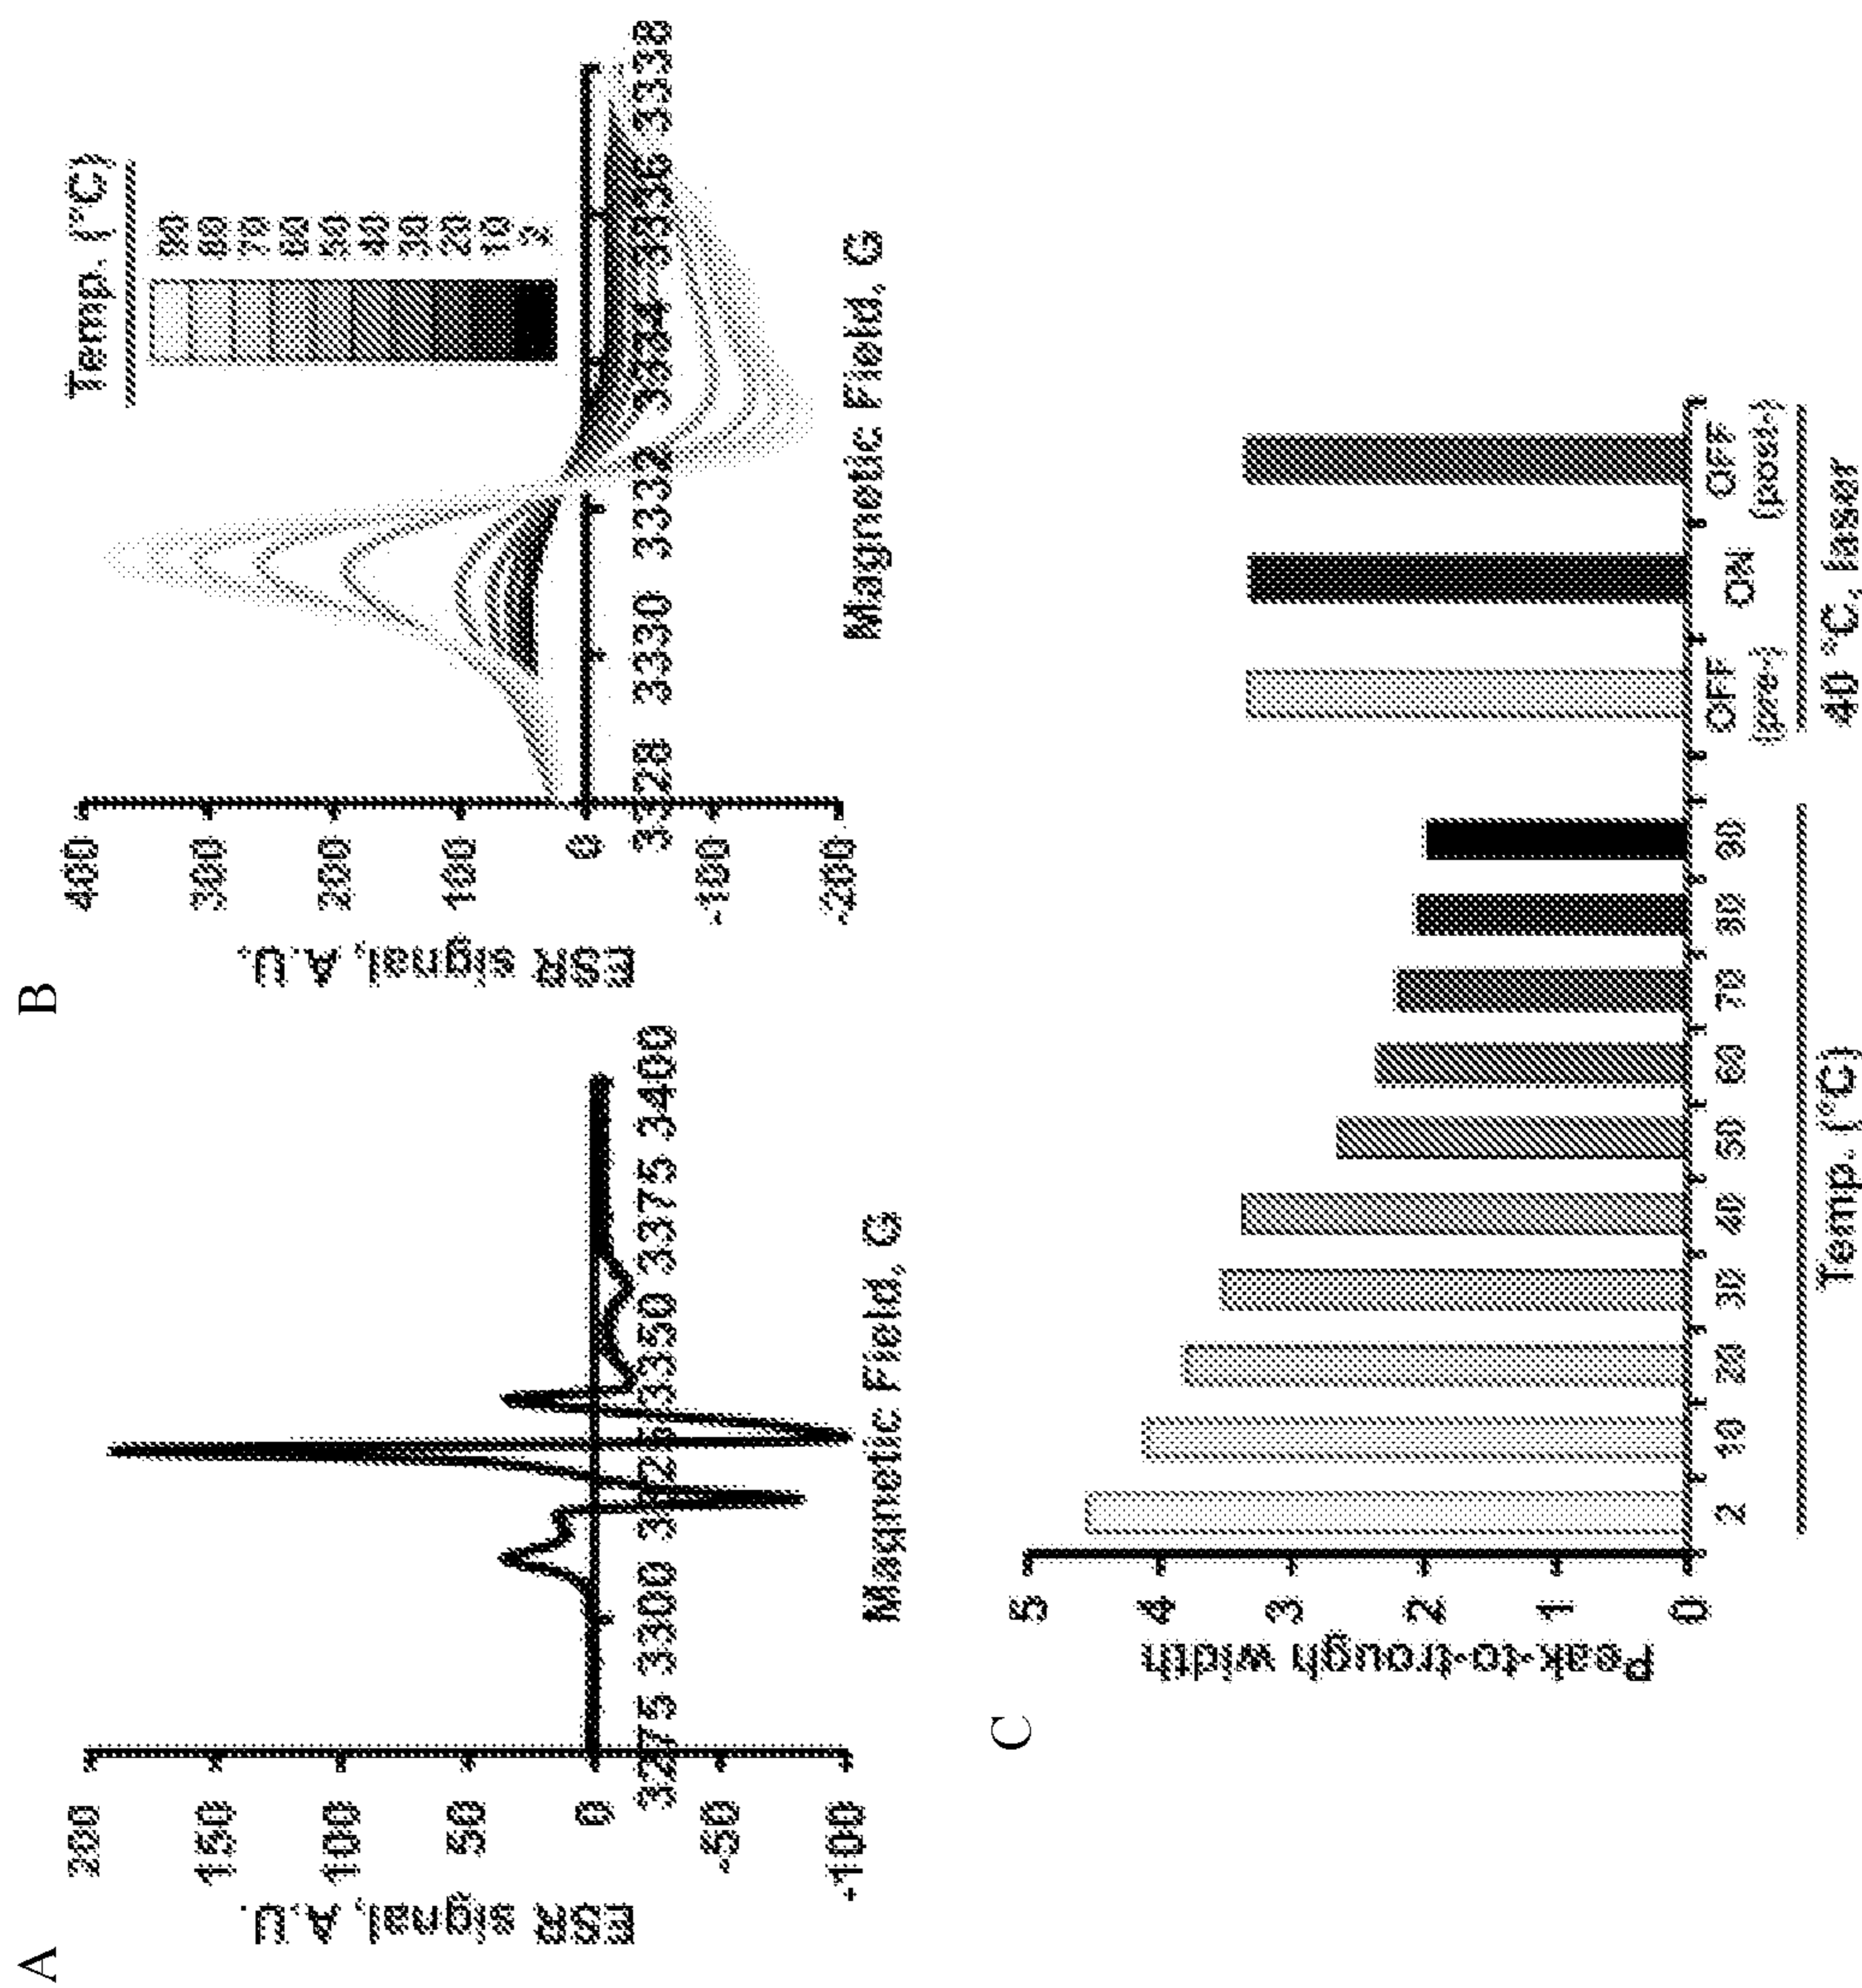 A
ESR signal, A.U.
200
150
100
50
0
-50
-100
3275 3300 3325 3350 3375 3400
Magnetic Field, G
B
ESR signal, A.U.
400
300
200
100
0
-100
-200
3328 3330 3332 3334 3336 3338
Magnetic Field, G
Temp. (°C)
90
80
70
60
50
40
30
20
10
2
C
Peak-to-trough width
5
4
3
2
1
0
2 10 20 30 40 50 60 70 80 90
Temp. (°C)
OFF (pre-)
ON
OFF (post-)
40 °C, laser